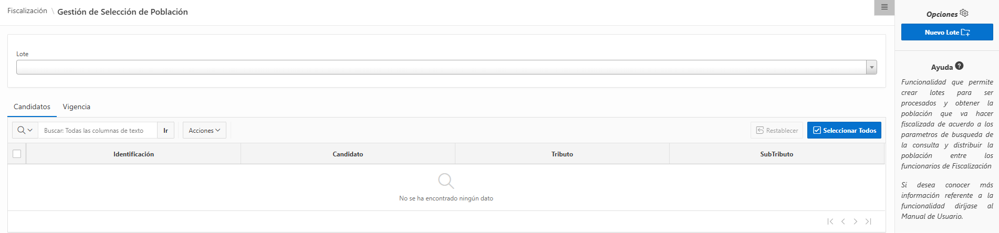 Fiscalización \ Gestión de Selección de Población
Opciones
Nuevo Lote
Lote
Ayuda
Funcionalidad que permite
crear lotes para ser
procesados y obtener la
población que va hacer
fiscalizada de acuerdo a los
parametros de busqueda de
la consulta y distribuir la
población entre los
funcionarios de Fiscalización
Si desea conocer más
información referente a la
funcionalidad diríjase al
Manual de Usuario.
Candidatos Vigencia
Buscar: Todas las columnas de texto Ir Acciones Restablecer Seleccionar Todos
Identificación Candidato Tributo SubTributo
No se ha encontrado ningún dato